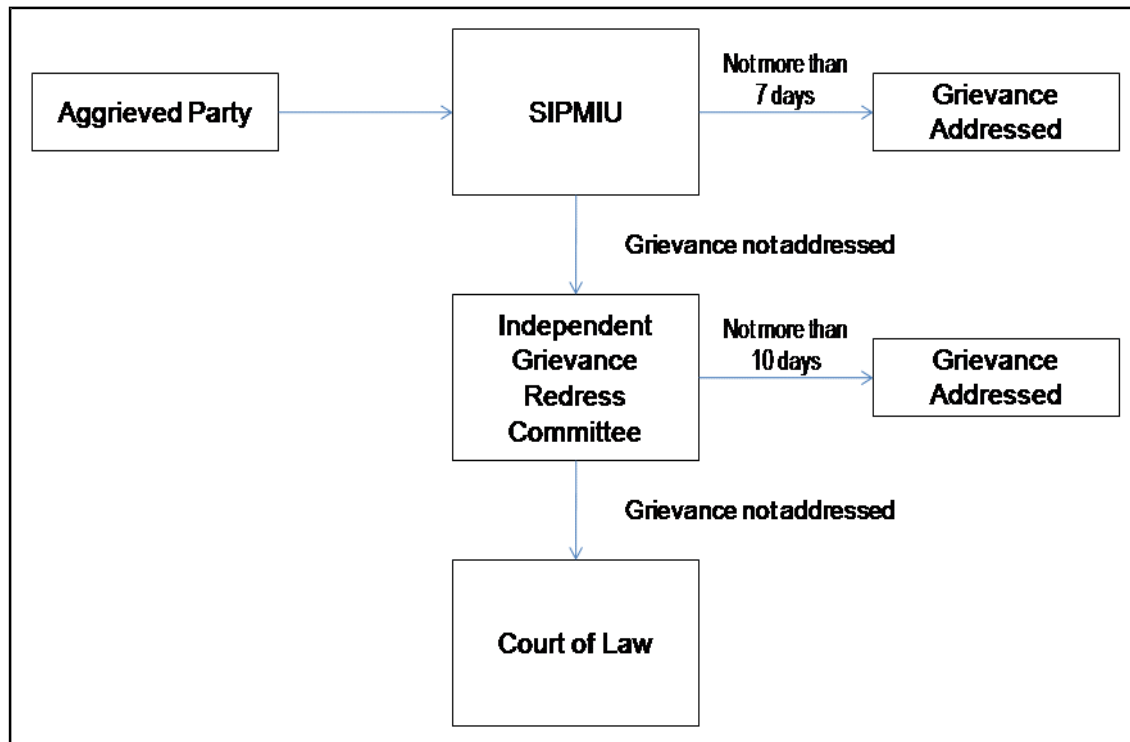 Aggrieved Party
SIPMIU
Not more than
7 days
Grievance
Addressed
Grievance not addressed
Independent
Grievance
Redress
Committee
Not more than
10 days
Grievance
Addressed
Grievance not addressed
Court of Law